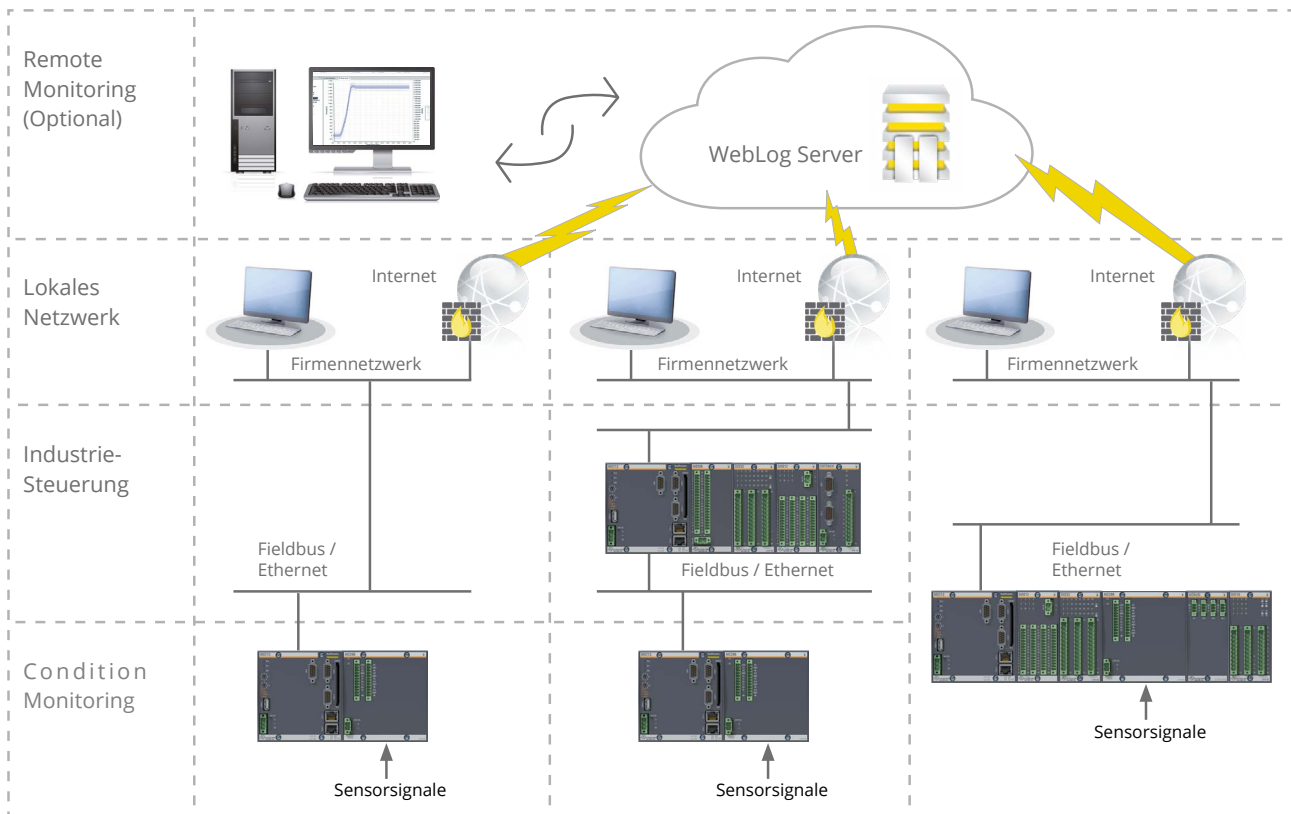 Remote
Monitoring
(Optional)
WebLog Server
Lokales
Netzwerk
Internet
Firmennetzwerk
Internet
Firmennetzwerk
Internet
Firmennetzwerk
Industrie-
Steuerung
Fieldbus /
Ethernet
Fieldbus / Ethernet
Fieldbus /
Ethernet
Condition
Monitoring
Sensorsignale
Sensorsignale
Sensorsignale